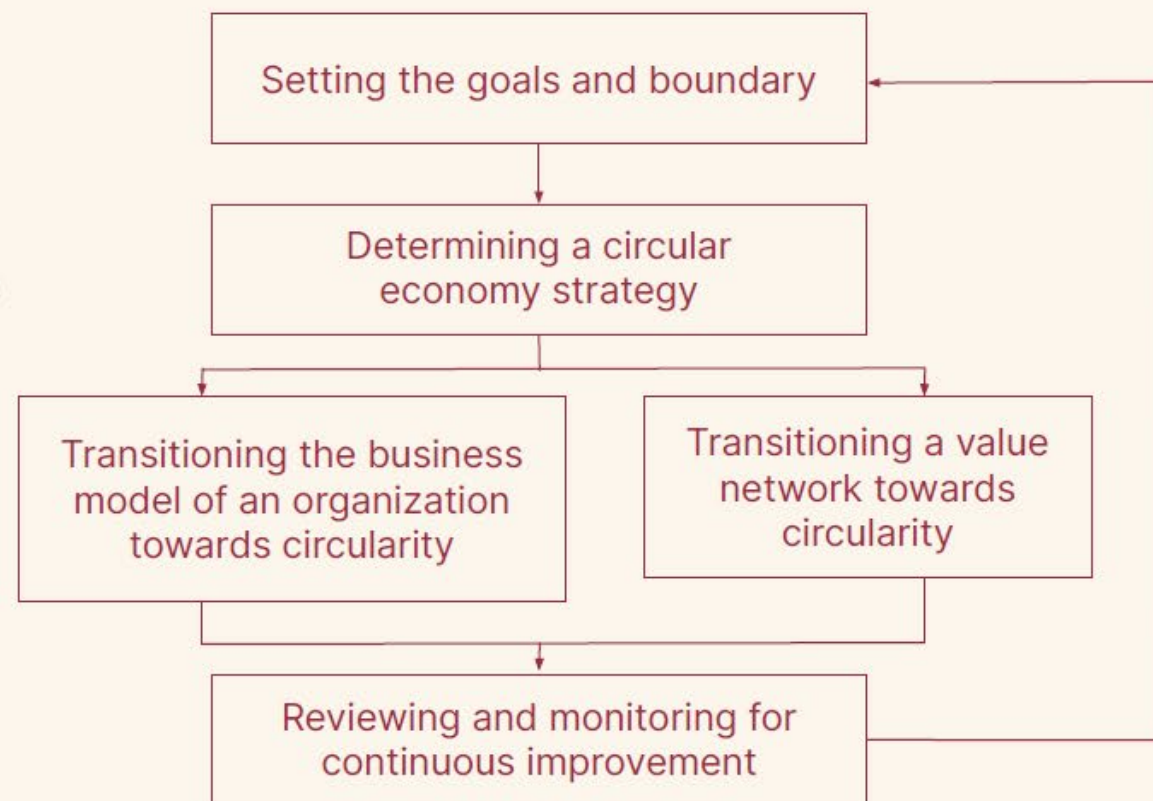 Setting the goals and boundary
Determining a circular
economy strategy
Transitioning the business
model of an organization
towards circularity
Transitioning a value
network towards
circularity
Reviewing and monitoring for
continuous improvement